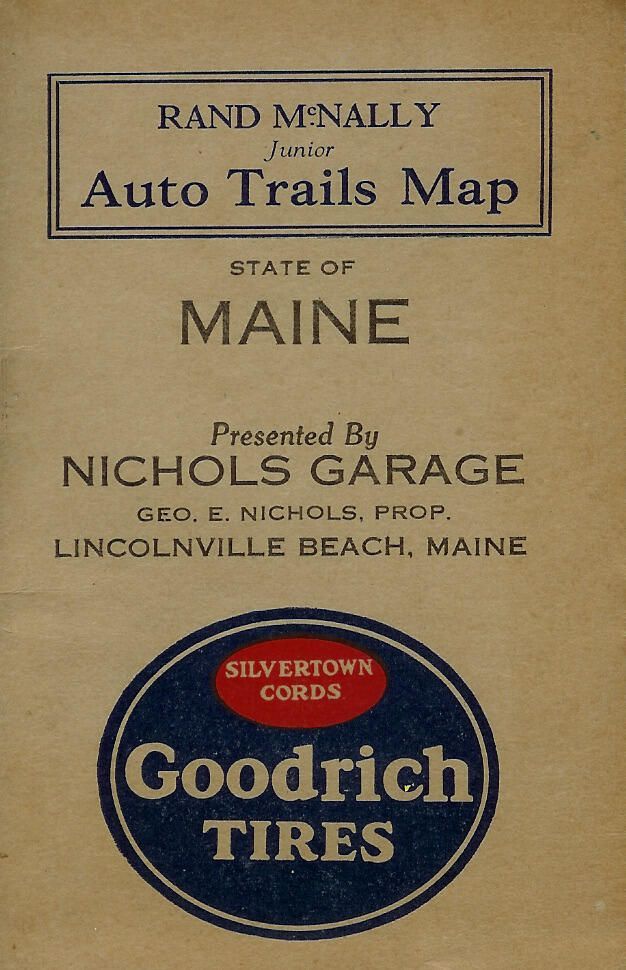 RAND McNALLY
Junior
Auto Trails Map
STATE OF
MAINE
Presented By
NICHOLS GARAGE
GEO. E. NICHOLS, PROP.
LINCOLNVILLE BEACH, MAINE
SILVERTOWN
CORDS
Goodrich
TIRES